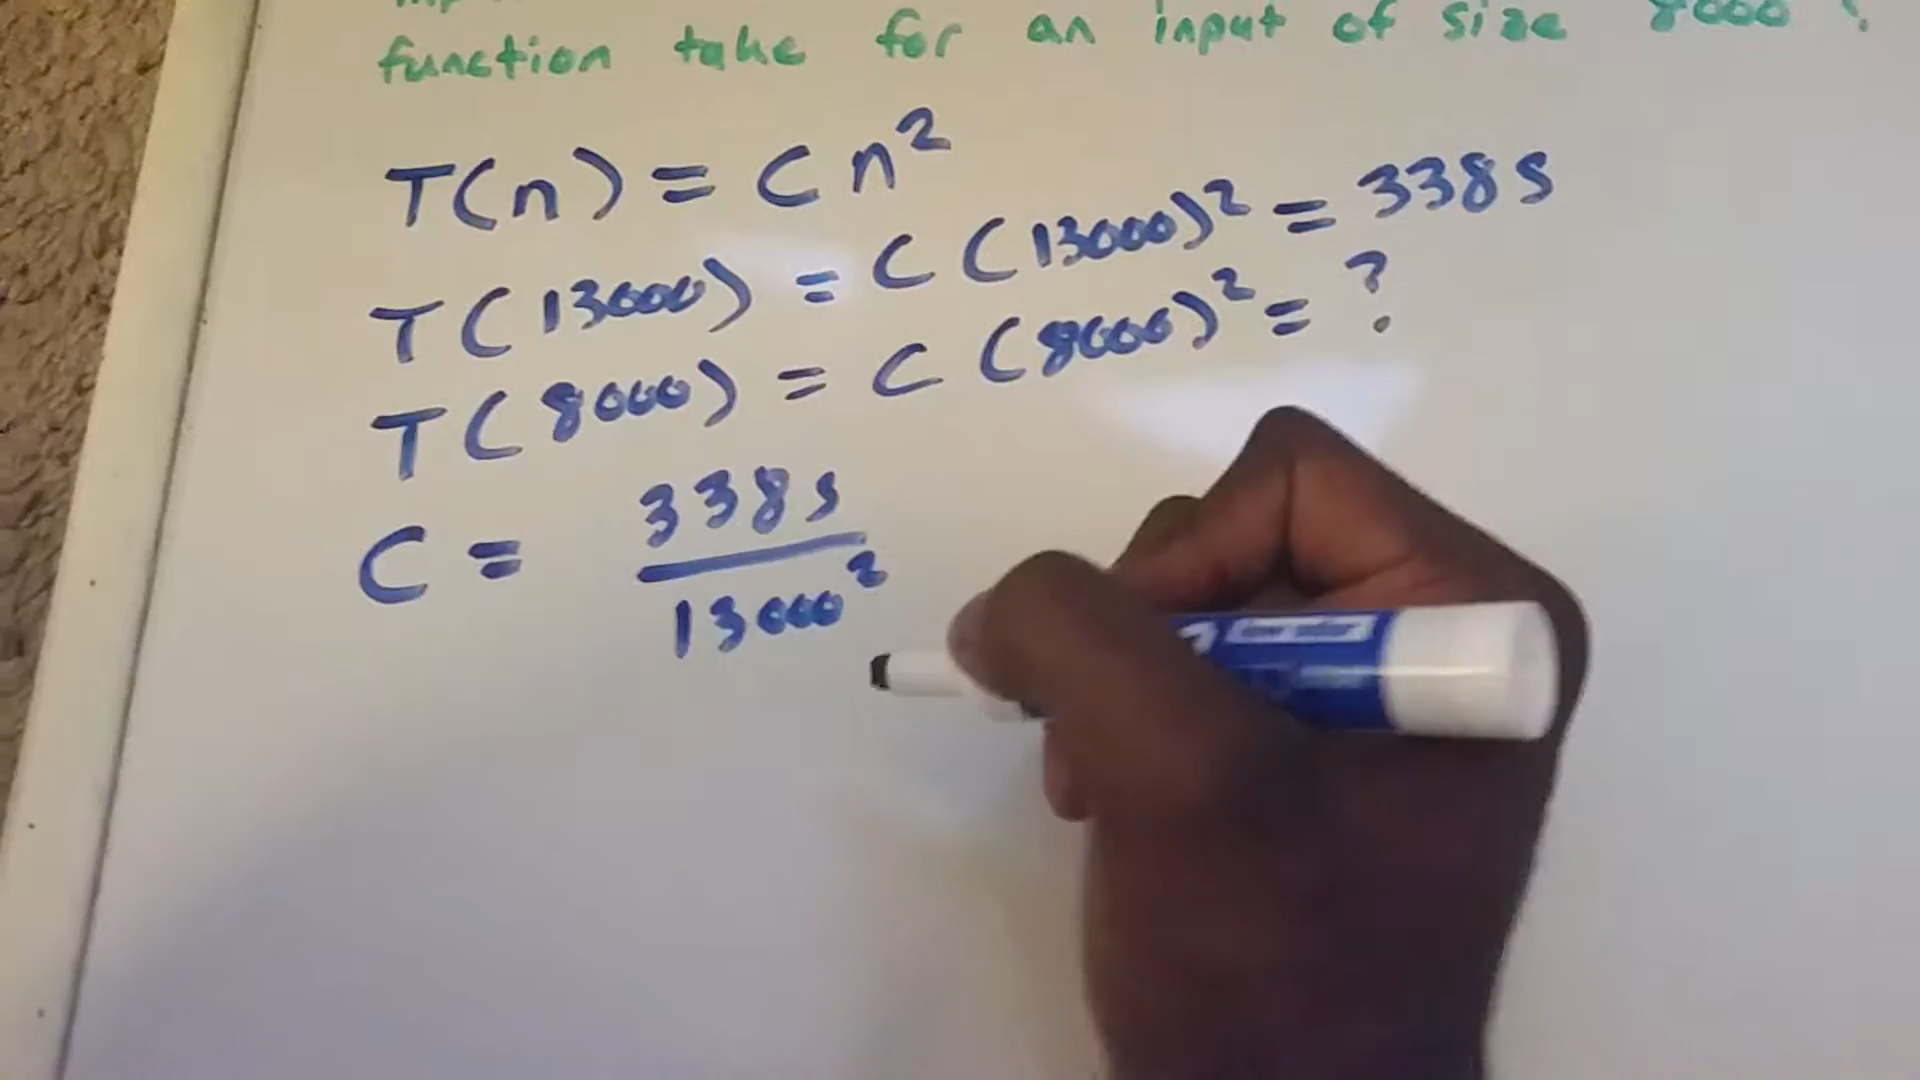 function take for an input of size 8000?
T(n) = Cn²
T(13000) = C(13000)² = 338s
T(8000) = C(8000)² = ?
C = 338s / 13000²